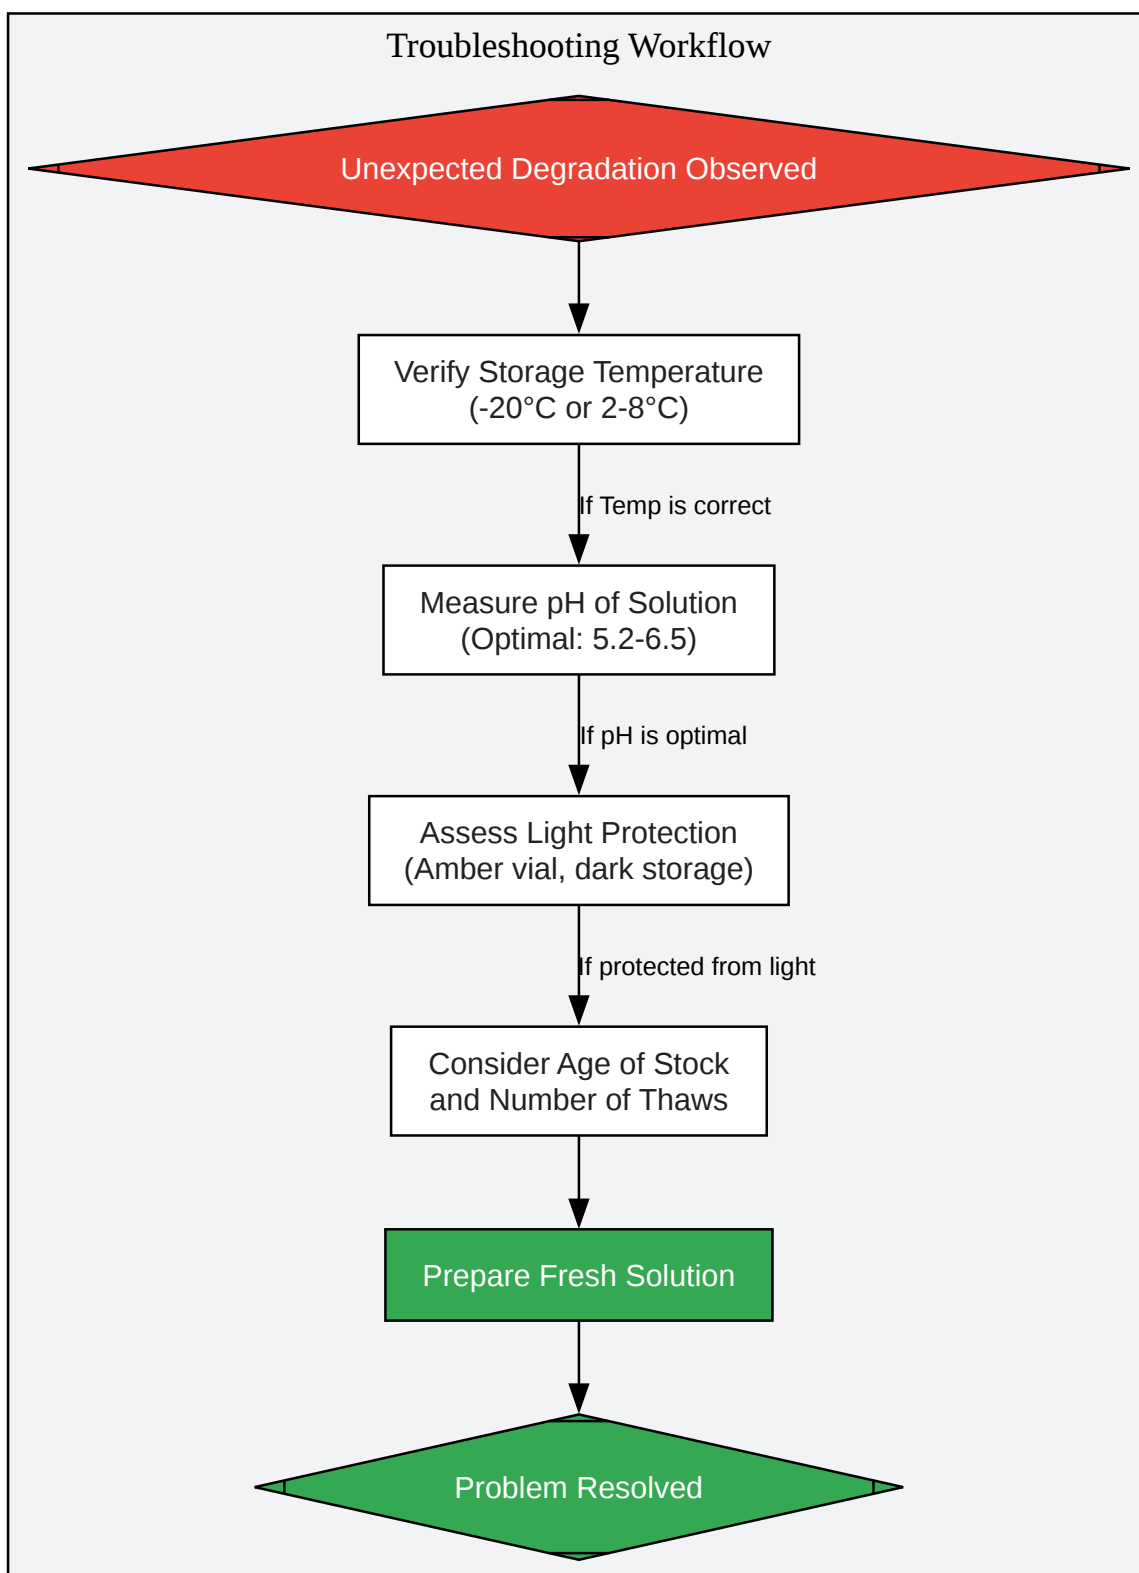 Troubleshooting Workflow
Unexpected Degradation Observed
Verify Storage Temperature
(-20°C or 2-8°C)
If Temp is correct
Measure pH of Solution
(Optimal: 5.2-6.5)
If pH is optimal
Assess Light Protection
(Amber vial, dark storage)
If protected from light
Consider Age of Stock
and Number of Thaws
Prepare Fresh Solution
Problem Resolved